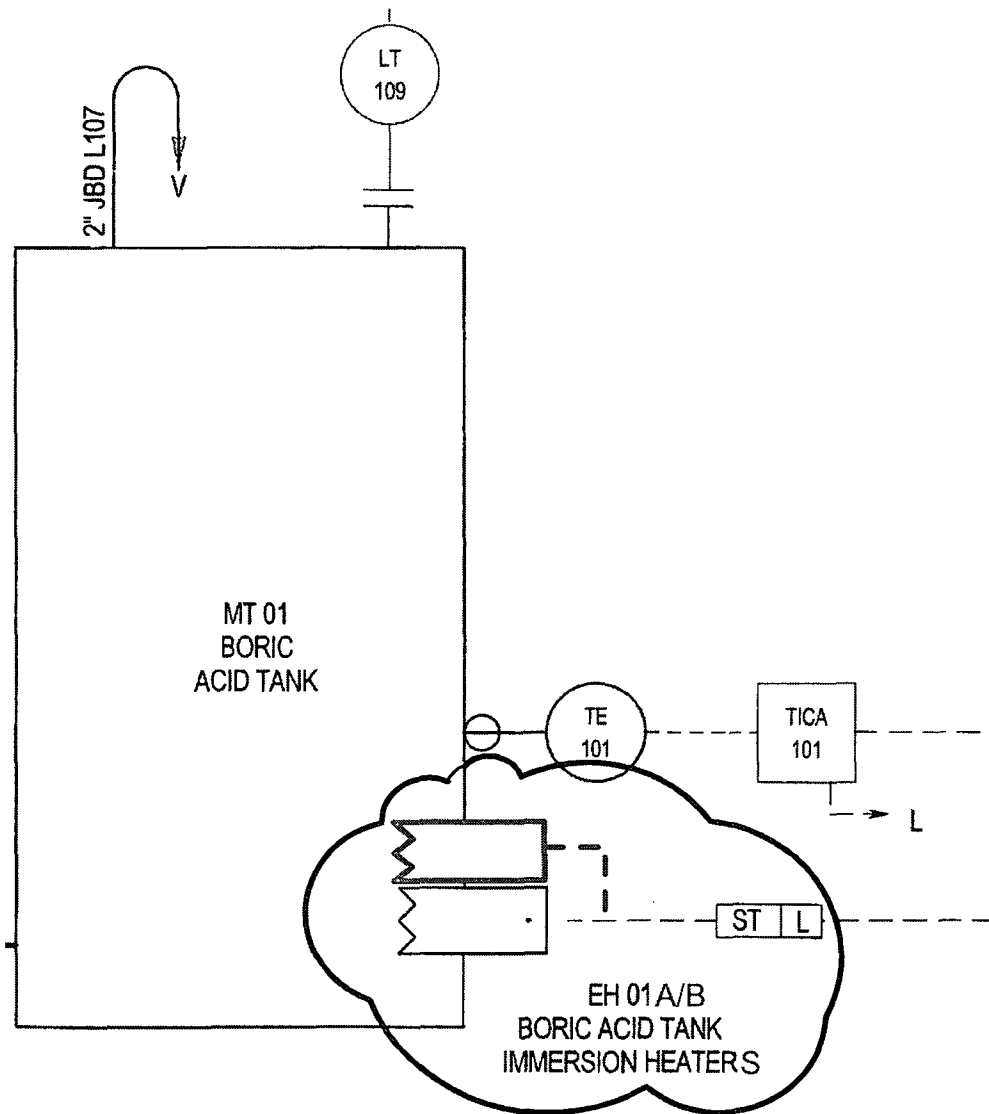 LT
109
2" JBD L107
V
MT 01
BORIC
ACID TANK
TE
101
TICA
101
L
ST L
EH 01 A/B
BORIC ACID TANK
IMMERSION HEATERS